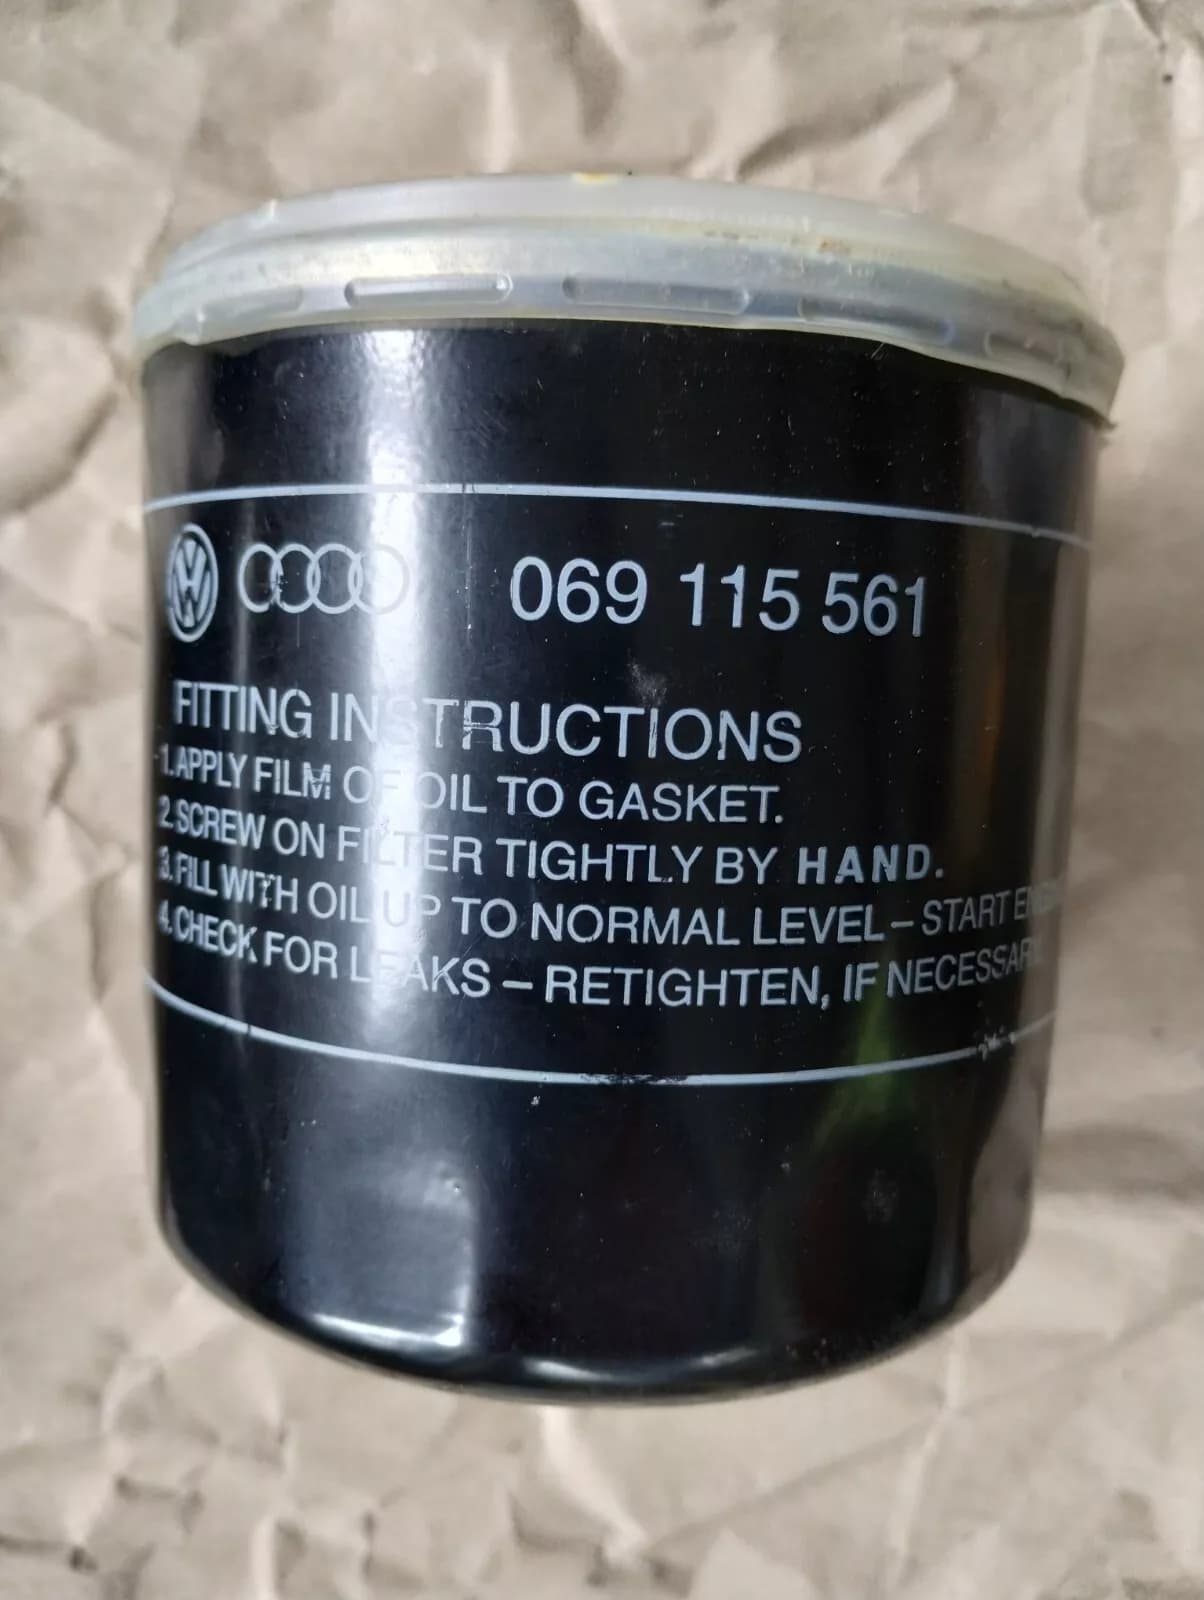 069 115 561
FITTING INSTRUCTIONS
1. APPLY FILM OF OIL TO GASKET.
2. SCREW ON FILTER TIGHTLY BY HAND.
3. FILL WITH OIL UP TO NORMAL LEVEL – START
4. CHECK FOR LEAKS – RETIGHTEN, IF NECESSARY